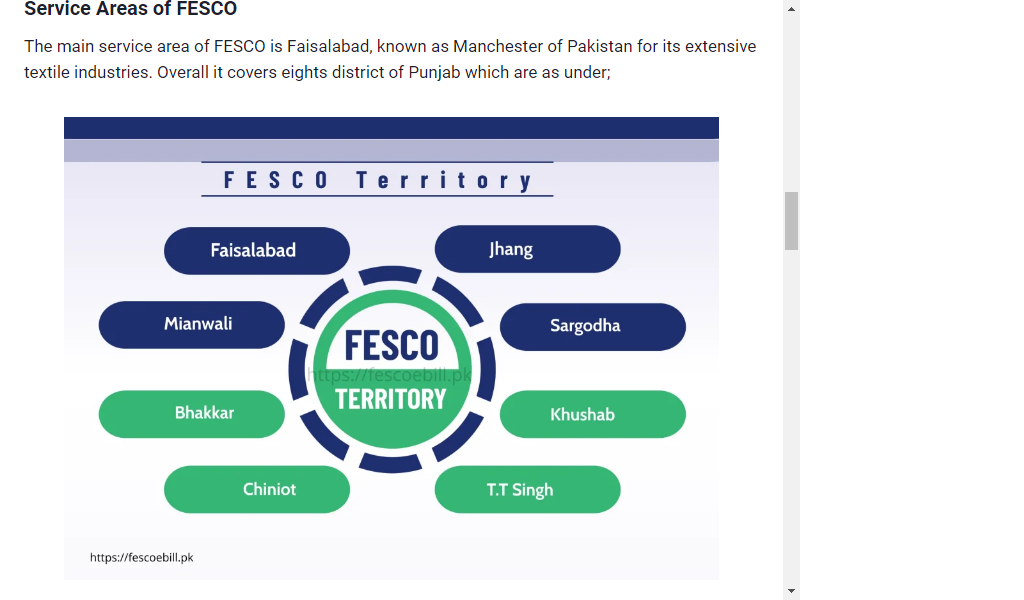 Service Areas of FESCO
The main service area of FESCO is Faisalabad, known as Manchester of Pakistan for its extensive
textile industries. Overall it covers eights district of Punjab which are as under;
FESCO Territory
Faisalabad
Jhang
Mianwali
Sargodha
FESCO
https://fescoebill.pk
TERRITORY
Bhakkar
Khushab
Chiniot
T.T Singh
https://fescoebill.pk